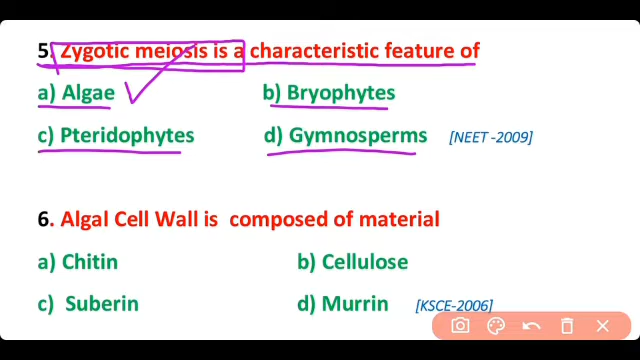 5. Zygotic meiosis is a characteristic feature of
a) Algae b) Bryophytes
c) Pteridophytes d) Gymnosperms [NEET -2009]
6. Algal Cell Wall is composed of material
a) Chitin b) Cellulose
c) Suberin d) Murrin [KSCE-2006]